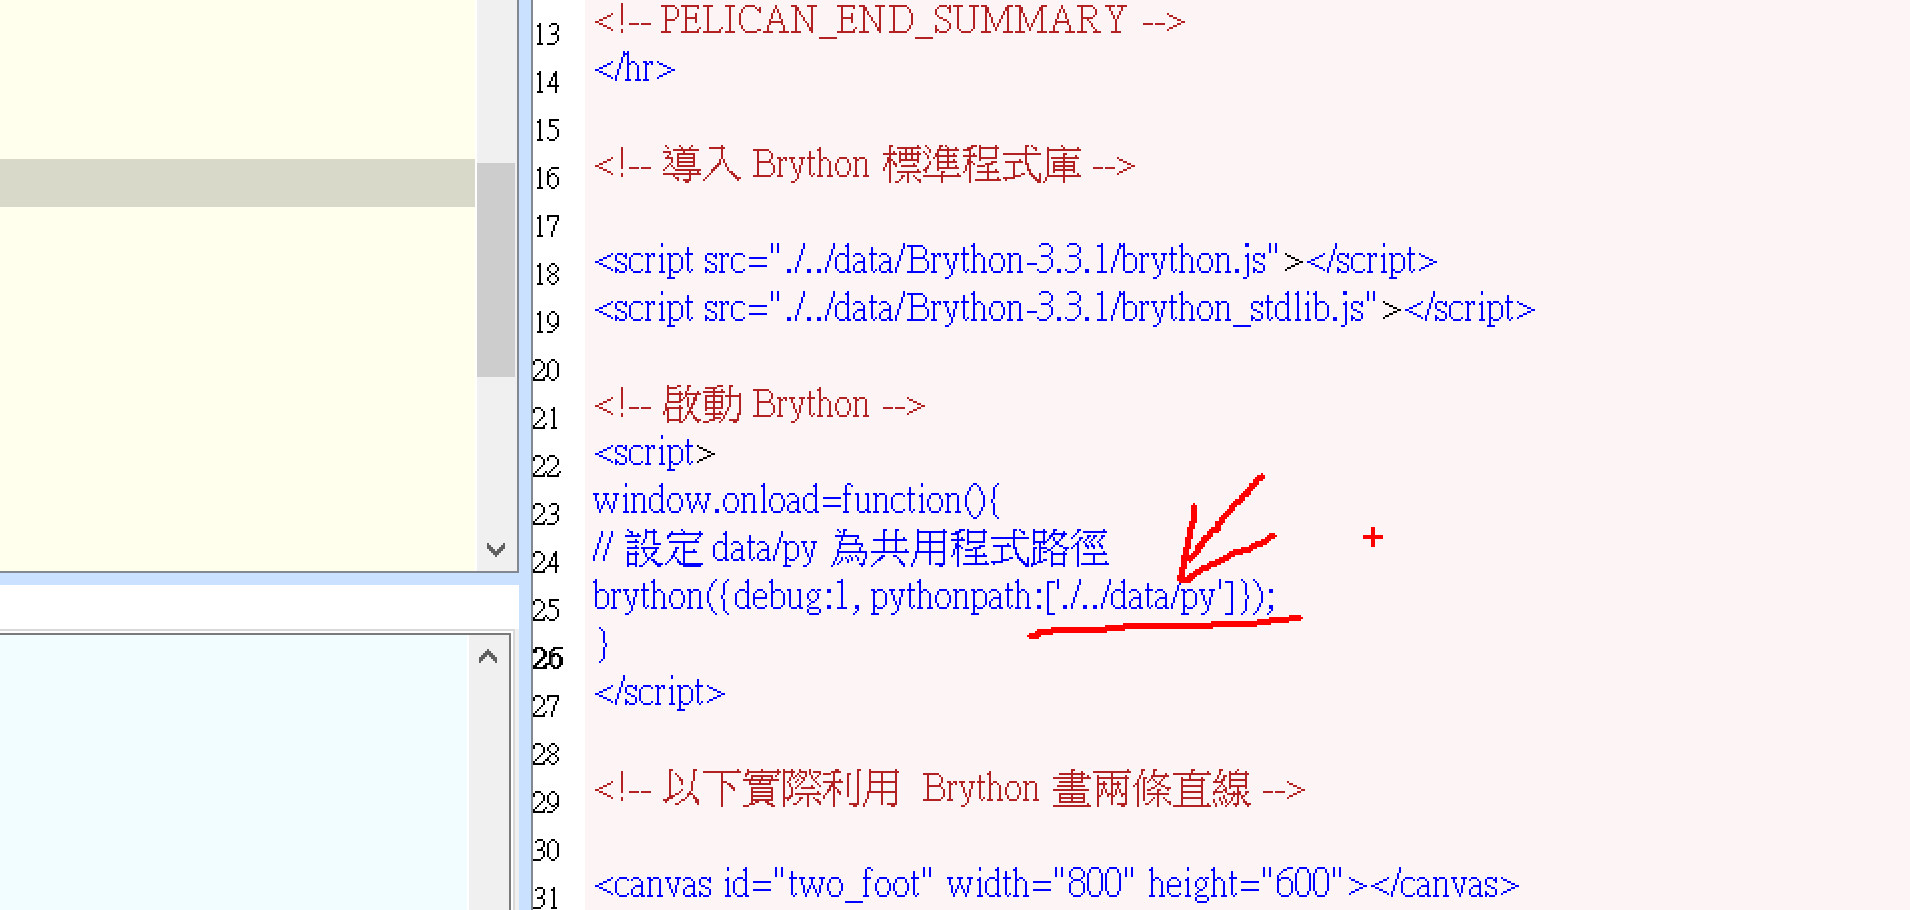 13 <!-- PELICAN_END_SUMMARY -->
14 </hr>
15
16 <!-- 導入 Brython 標準程式庫 -->
17
18 <script src="./../data/Brython-3.3.1/brython.js"></script>
19 <script src="./../data/Brython-3.3.1/brython_stdlib.js"></script>
20
21 <!-- 啟動 Brython -->
22 <script>
23 window.onload=function(){
24 // 設定 data/py 為共用程式路徑
25 brython({debug:1, pythonpath:['./../data/py']});
26 }
27 </script>
28
29 <!-- 以下實際利用  Brython 畫兩條直線 -->
30
31 <canvas id="two_foot" width="800" height="600"></canvas>